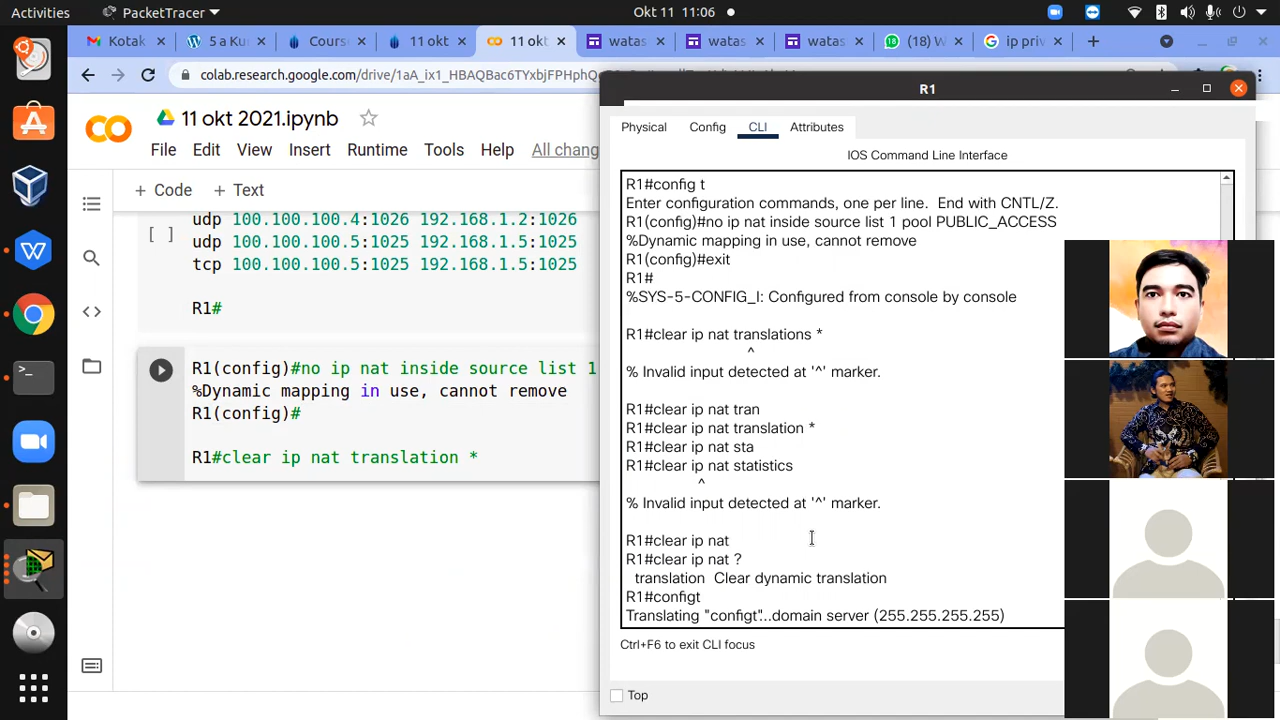 Activities
PacketTracer
Okt 11 11:06
Kotak
5 a Ku
Cours
11 okt
11 okt
watas
watas
watas
(18) W
ip priv
colab.research.google.com/drive/1aA_ix1_HBAQBac6TYxbjFPHphQ
11 okt 2021.ipynb
File Edit View Insert Runtime Tools Help All chang
+ Code + Text
udp 100.100.100.4:1026 192.168.1.2:1026
[ ] udp 100.100.100.5:1025 192.168.1.5:1025
tcp 100.100.100.5:1025 192.168.1.5:1025
R1#
R1(config)#no ip nat inside source list 1
%Dynamic mapping in use, cannot remove
R1(config)#
R1#clear ip nat translation *
R1
Physical Config CLI Attributes
IOS Command Line Interface
R1#config t
Enter configuration commands, one per line. End with CNTL/Z.
R1(config)#no ip nat inside source list 1 pool PUBLIC_ACCESS
%Dynamic mapping in use, cannot remove
R1(config)#exit
R1#
%SYS-5-CONFIG_I: Configured from console by console
R1#clear ip nat translations *
^
% Invalid input detected at '^' marker.
R1#clear ip nat tran
R1#clear ip nat translation *
R1#clear ip nat sta
R1#clear ip nat statistics
^
% Invalid input detected at '^' marker.
R1#clear ip nat
R1#clear ip nat ?
translation Clear dynamic translation
R1#configt
Translating "configt"...domain server (255.255.255.255)
Ctrl+F6 to exit CLI focus
Top